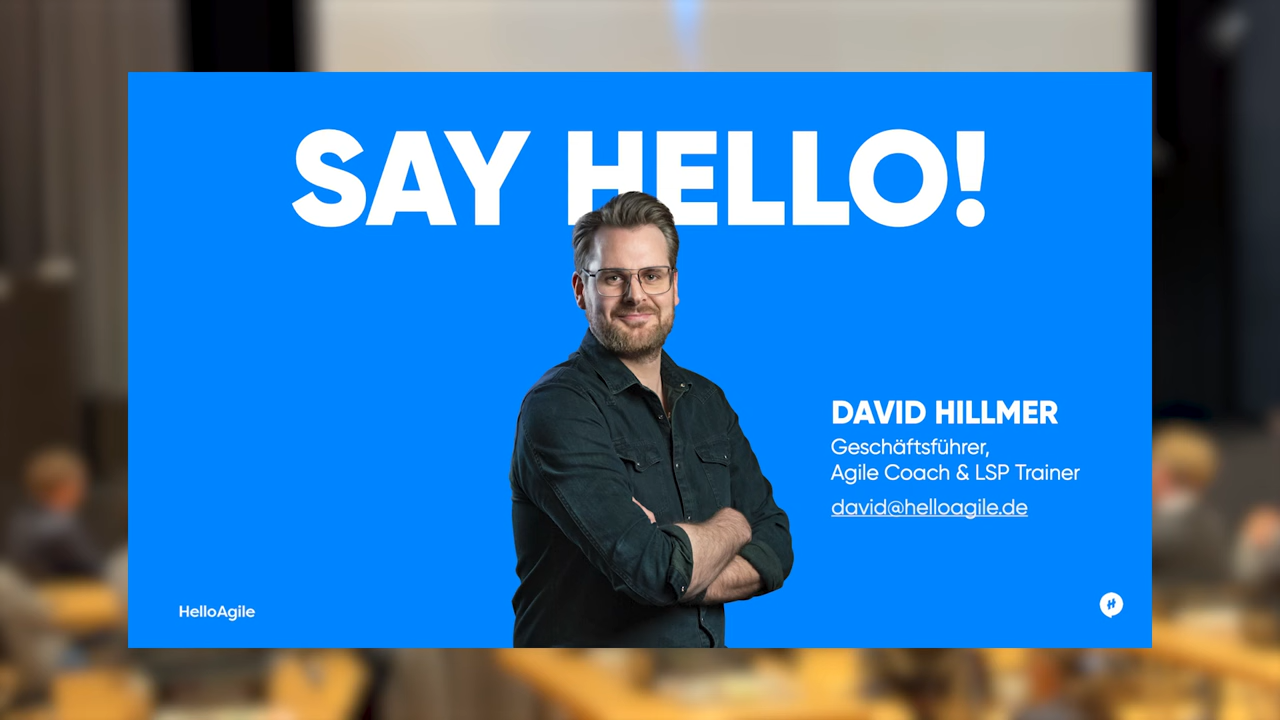 SAY HELLO!
DAVID HILLMER
Geschäftsführer,
Agile Coach & LSP Trainer
david@helloagile.de
HelloAgile